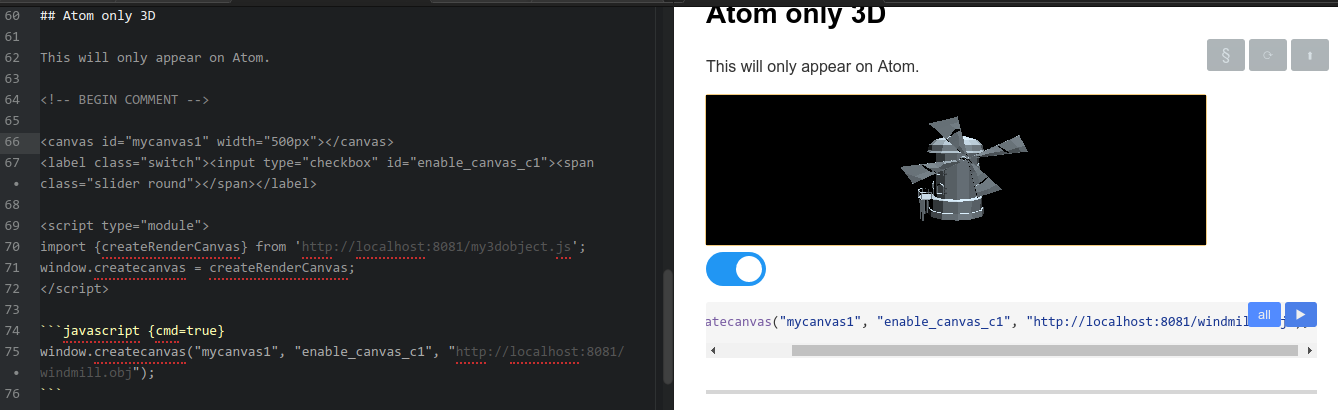 60 ## Atom only 3D
61
62 This will only appear on Atom.
63
64 <!-- BEGIN COMMENT -->
65
66 <canvas id="mycanvas1" width="500px"></canvas>
67 <label class="switch"><input type="checkbox" id="enable_canvas_c1"><span
• class="slider round"></span></label>
68
69 <script type="module">
70 import {createRenderCanvas} from 'http://localhost:8081/my3dobject.js';
71 window.createcanvas = createRenderCanvas;
72 </script>
73
74 ```javascript {cmd=true}
75 window.createcanvas("mycanvas1", "enable_canvas_c1", "http://localhost:8081/
• windmill.obj");
76 ```
Atom only 3D
§
This will only appear on Atom.
atecanvas("mycanvas1", "enable_canvas_c1", "http://localhost:8081/windmil
all